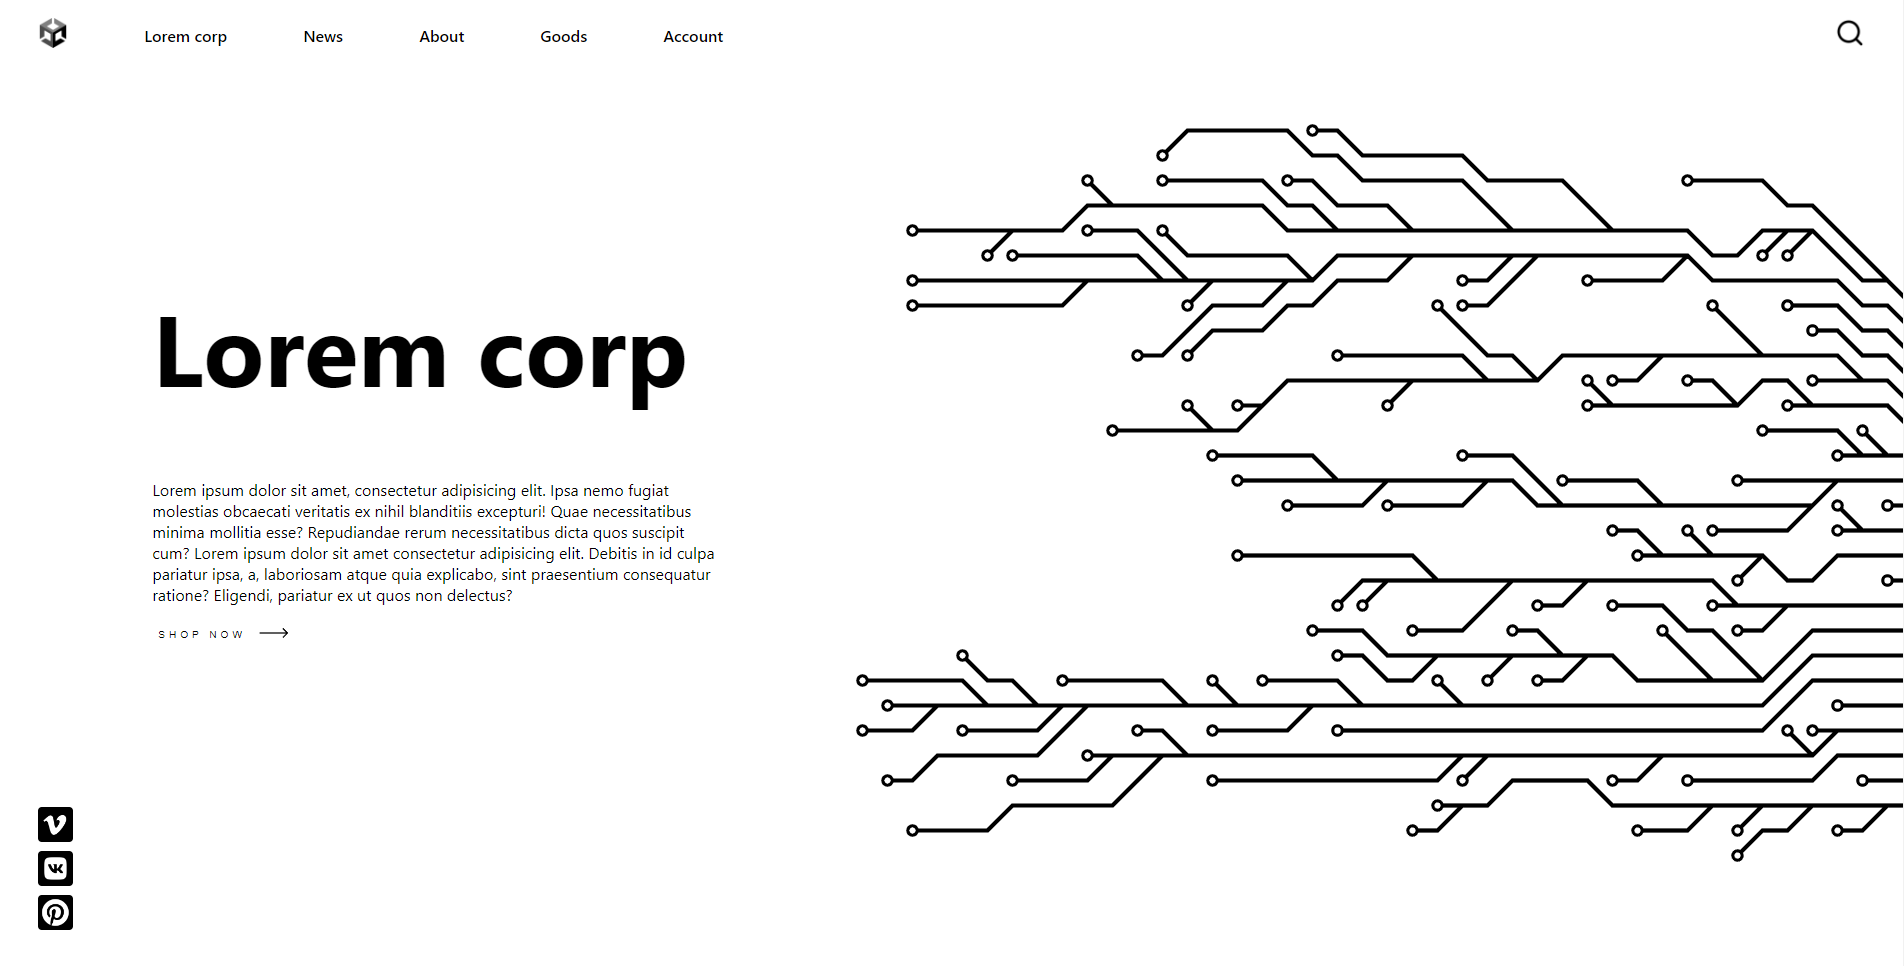 Lorem corp News About Goods Account
Lorem corp
Lorem ipsum dolor sit amet, consectetur adipisicing elit. Ipsa nemo fugiat
molestias obcaecati veritatis ex nihil blanditiis excepturi! Quae necessitatibus
minima mollitia esse? Repudiandae rerum necessitatibus dicta quos suscipit
cum? Lorem ipsum dolor sit amet consectetur adipisicing elit. Debitis in id culpa
pariatur ipsa, a, laboriosam atque quia explicabo, sint praesentium consequatur
ratione? Eligendi, pariatur ex ut quos non delectus?
SHOP NOW